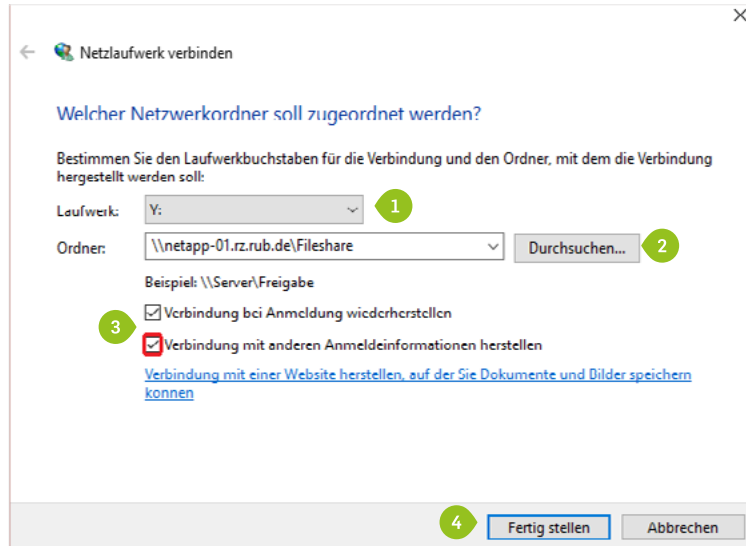 Netzlaufwerk verbinden
Welcher Netzwerkordner soll zugeordnet werden?
Bestimmen Sie den Laufwerkbuchstaben für die Verbindung und den Ordner, mit dem die Verbindung
hergestellt werden soll:
Laufwerk: Y: 1
Ordner: \\netapp-01.rz.rub.de\Fileshare Durchsuchen... 2
Beispiel: \\Server\Freigabe
3 Verbindung bei Anmeldung wiederherstellen
Verbindung mit anderen Anmeldeinformationen herstellen
Verbindung mit einer Website herstellen, auf der Sie Dokumente und Bilder speichern
konnen
4 Fertig stellen Abbrechen